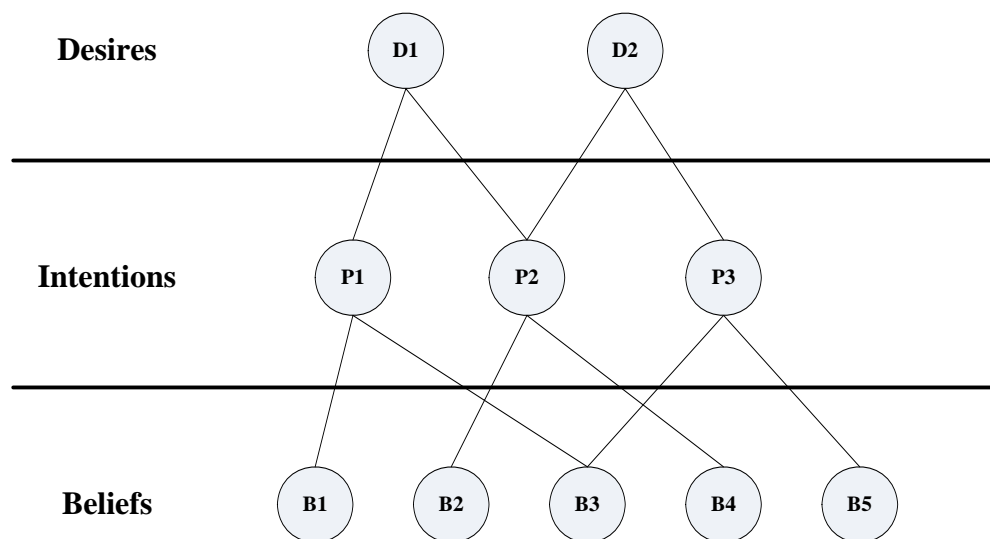 Desires
D1
D2
Intentions
P1
P2
P3
Beliefs
B1
B2
B3
B4
B5